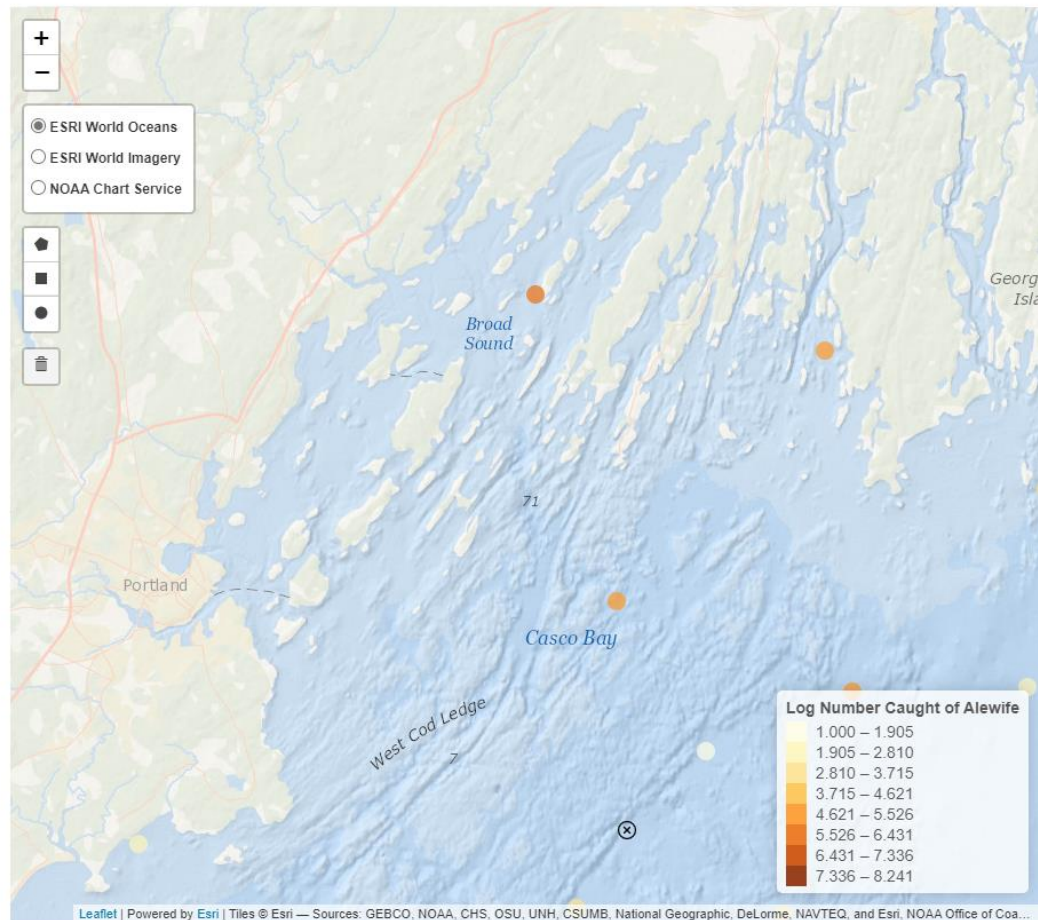 +
−
ESRI World Oceans
ESRI World Imagery
NOAA Chart Service
Georg
Isla
Broad
Sound
71
Portland
Casco Bay
West Cod Ledge
7
Log Number Caught of Alewife
1.000 – 1.905
1.905 – 2.810
2.810 – 3.715
3.715 – 4.621
4.621 – 5.526
5.526 – 6.431
6.431 – 7.336
7.336 – 8.241
Leaflet | Powered by Esri | Tiles © Esri — Sources: GEBCO, NOAA, CHS, OSU, UNH, CSUMB, National Geographic, DeLorme, NAVTEQ, and Esri, NOAA Office of Coa...